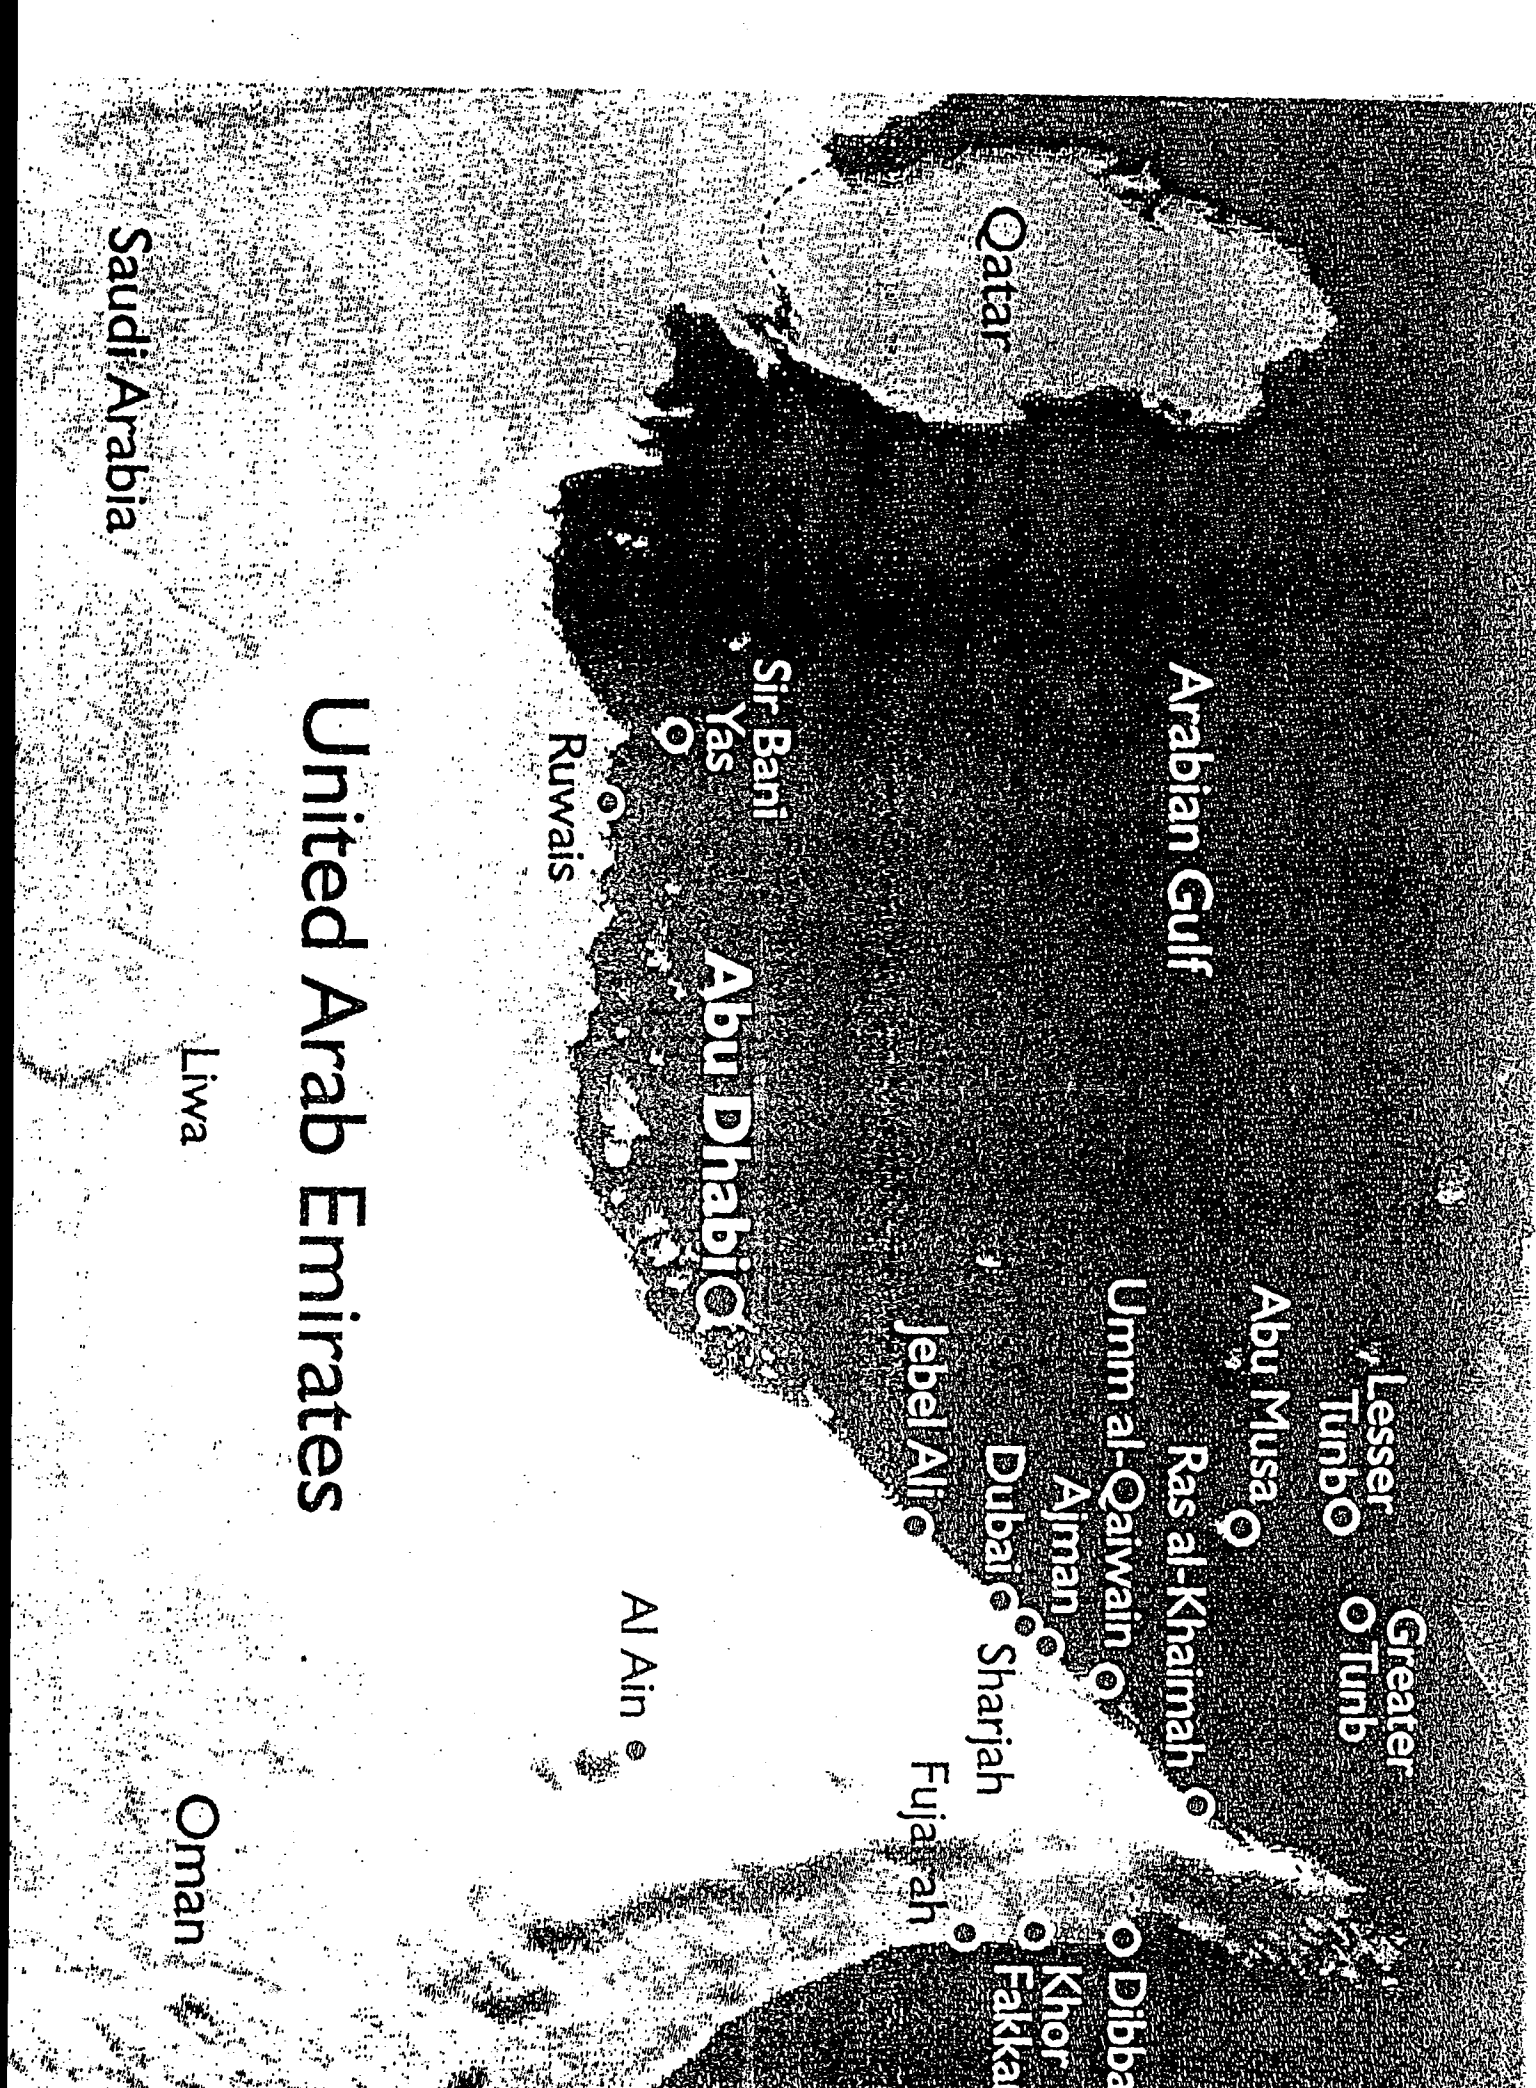 Lesser
Tunb
Greater
Tunb
Abu Musa
Arabian Gulf
Ras al-Khaimah
Umm al-Qaiwain
Ajman
Dubai
Sharjah
Jebel Ali
Dibba
Khor
Fakka
Fujairah
Qatar
Sir Bani
Yas
Abu Dhabi
Ruwais
Al Ain
United Arab Emirates
Liwa
Oman
Saudi Arabia